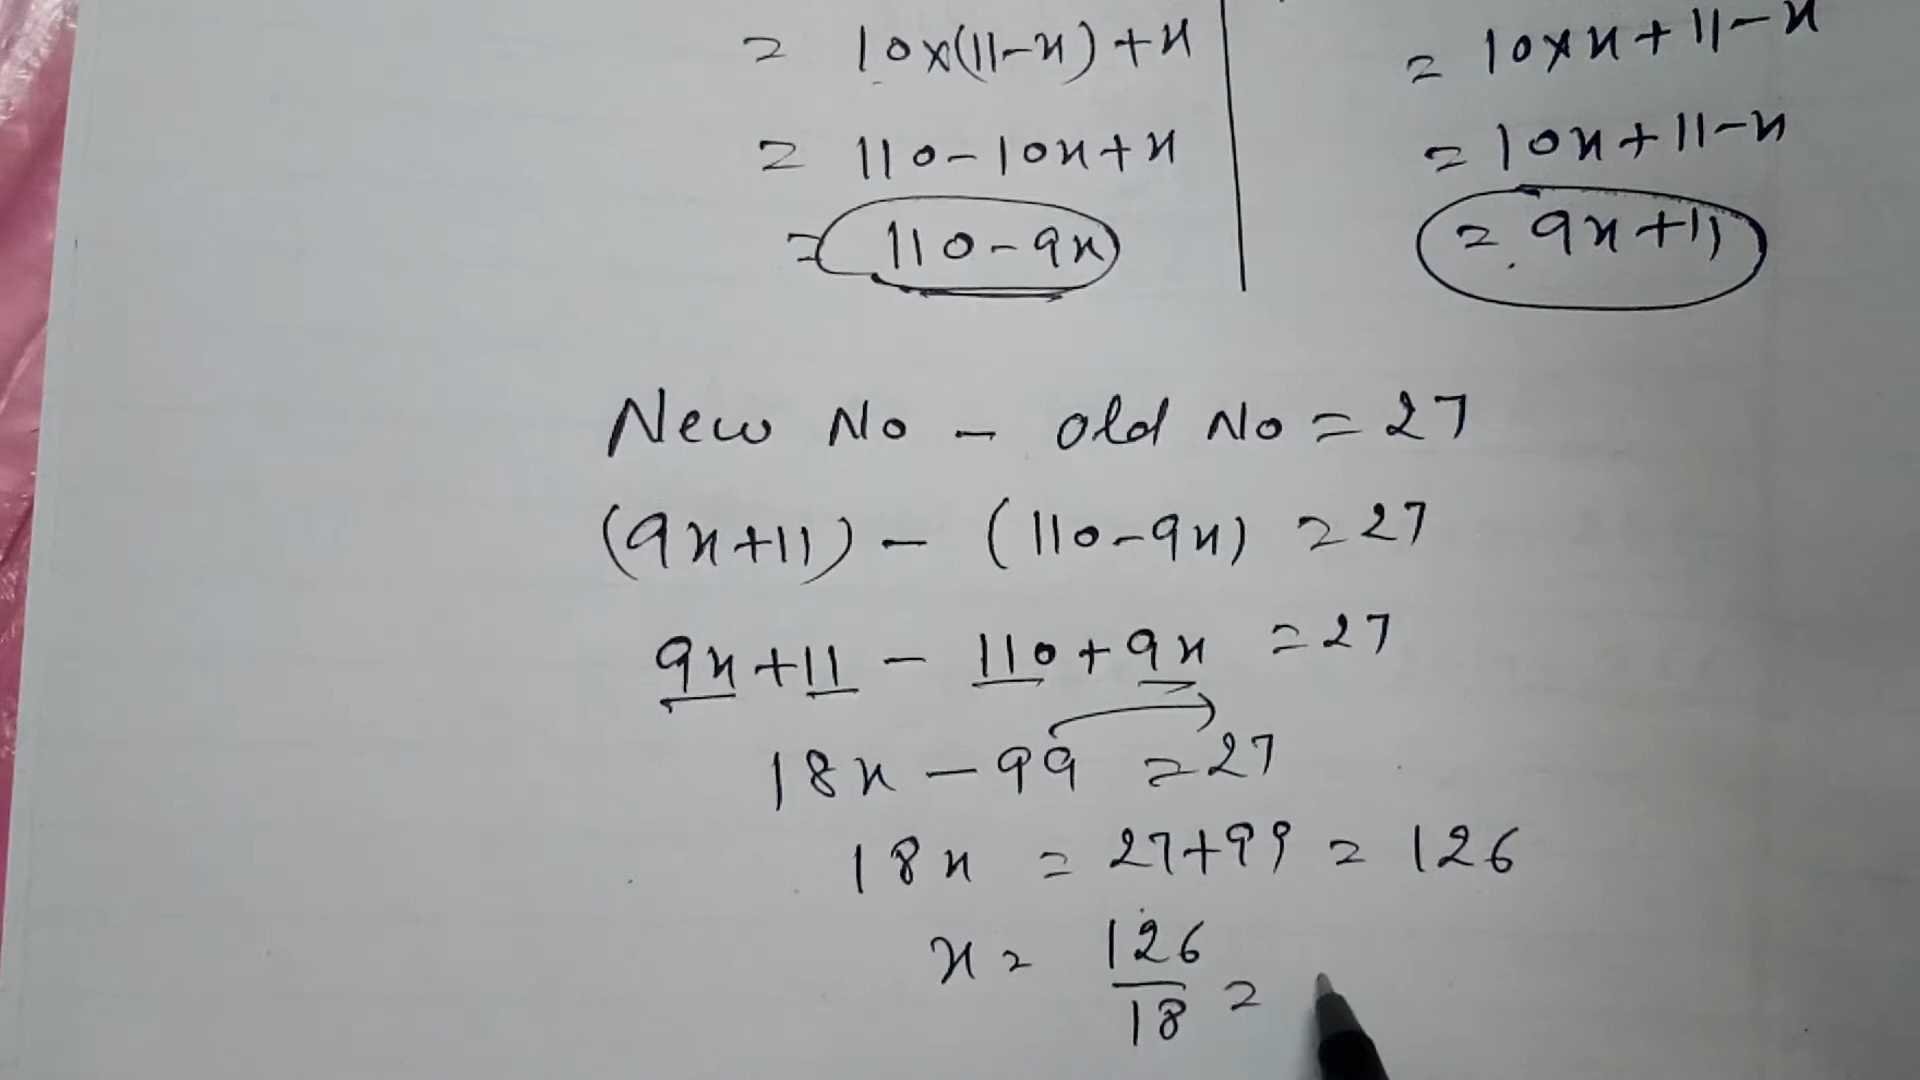 = 10×(11-x)+x
= 110-10x+x
= 110-9x
= 10×x+11-x
= 10x+11-x
= 9x+11
New No - old No = 27
(9x+11) - (110-9x) = 27
9x+11 - 110+9x = 27
18x - 99 = 27
18x = 27+99 = 126
x = 126/18 =